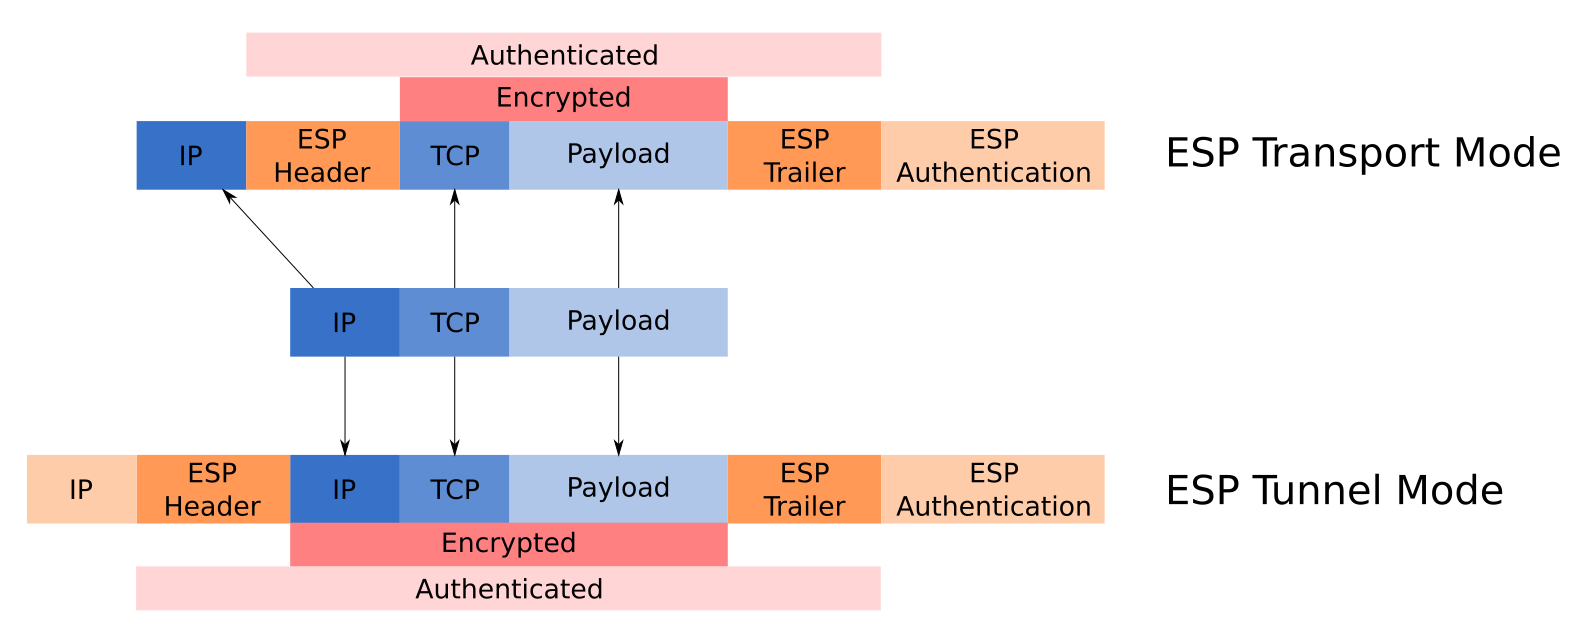 Authenticated
Encrypted
IP
ESP
Header
TCP
Payload
ESP
Trailer
ESP
Authentication
ESP Transport Mode
IP
TCP
Payload
IP
ESP
Header
IP
TCP
Payload
ESP
Trailer
ESP
Authentication
ESP Tunnel Mode
Encrypted
Authenticated